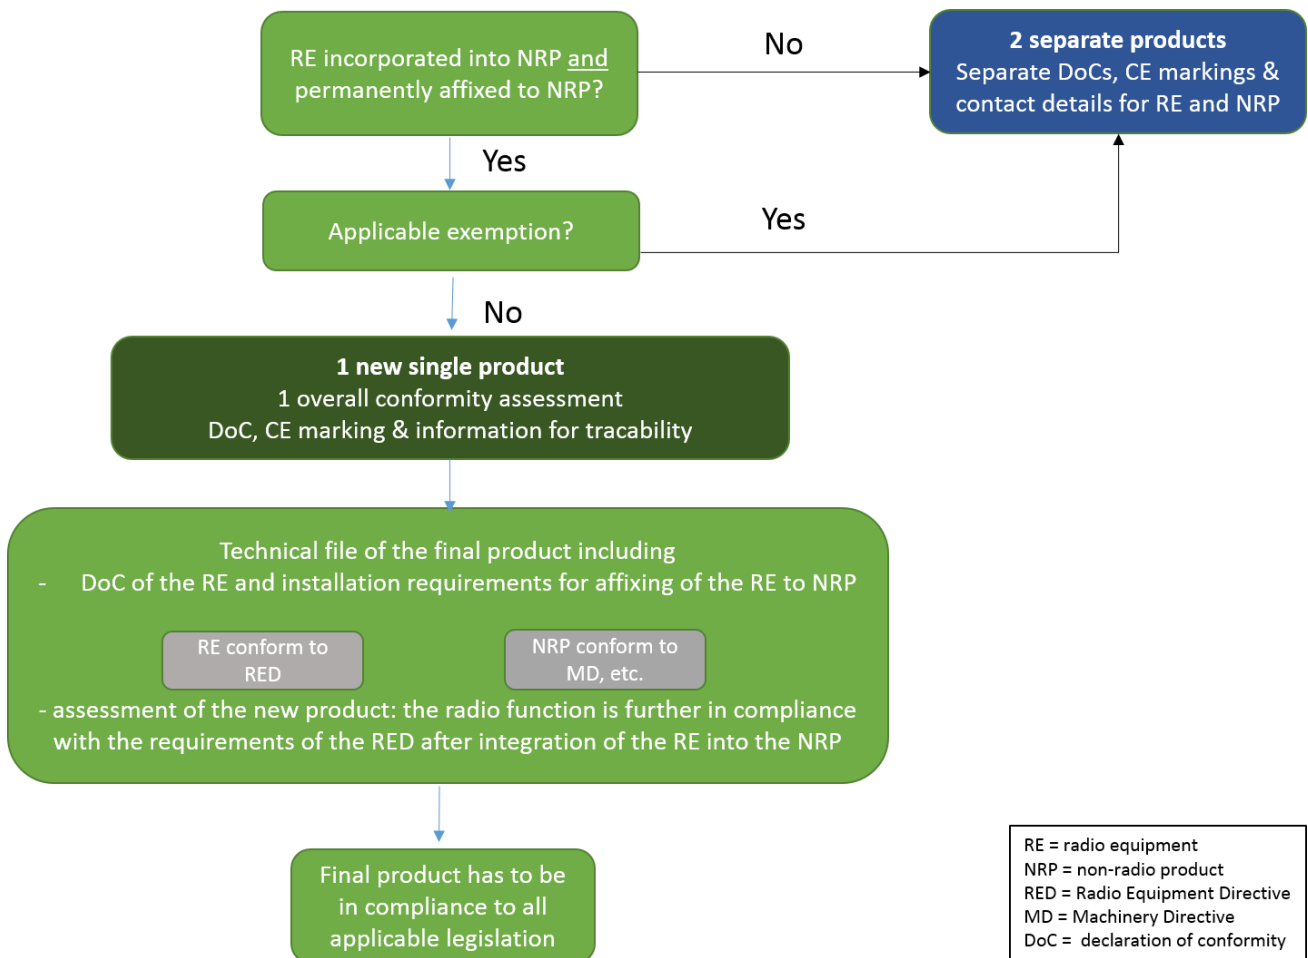 RE incorporated into NRP and
permanently affixed to NRP?
No
2 separate products
Separate DoCs, CE markings &
contact details for RE and NRP
Yes
Applicable exemption?
Yes
No
1 new single product
1 overall conformity assessment
DoC, CE marking & information for tracability
Technical file of the final product including
- DoC of the RE and installation requirements for affixing of the RE to NRP
RE conform to
RED
NRP conform to
MD, etc.
- assessment of the new product: the radio function is further in compliance
with the requirements of the RED after integration of the RE into the NRP
Final product has to be
in compliance to all
applicable legislation
RE = radio equipment
NRP = non-radio product
RED = Radio Equipment Directive
MD = Machinery Directive
DoC = declaration of conformity